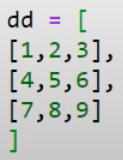 dd = [
[1,2,3],
[4,5,6],
[7,8,9]
]